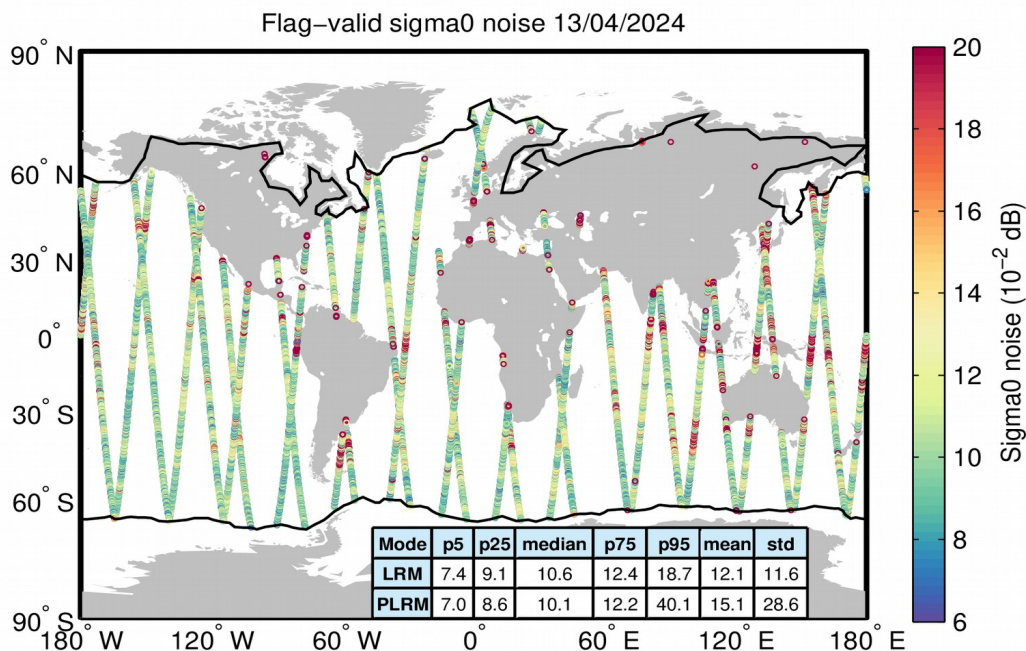 Flag−valid sigma0 noise 13/04/2024
90° N
60° N
30° N
0°
30° S
60° S
90° S
180° W
120° W
60° W
0°
60° E
120° E
180° E
20
18
16
14
12
10
8
6
Sigma0 noise (10⁻² dB)
Mode p5 p25 median p75 p95 mean std
LRM 7.4 9.1 10.6 12.4 18.7 12.1 11.6
PLRM 7.0 8.6 10.1 12.2 40.1 15.1 28.6